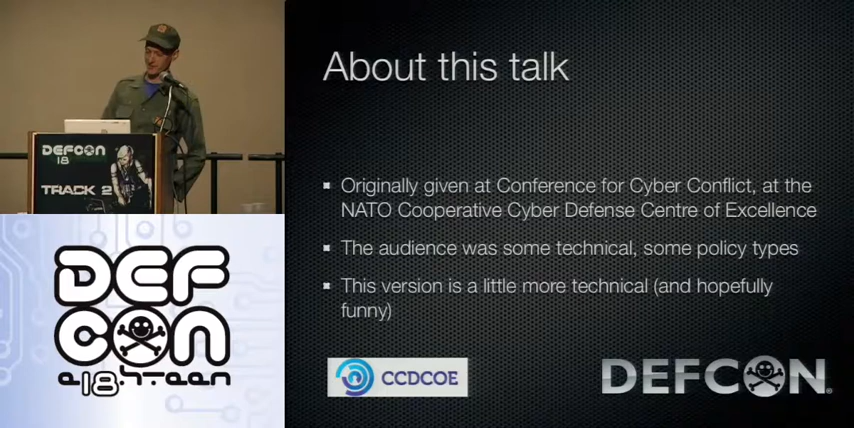 About this talk
Originally given at Conference for Cyber Conflict, at the
NATO Cooperative Cyber Defense Centre of Excellence
The audience was some technical, some policy types
This version is a little more technical (and hopefully
funny)
CCDCOE
DEFCON
DEFCON
18
TRACK 2
DEF
CON
e18hteen